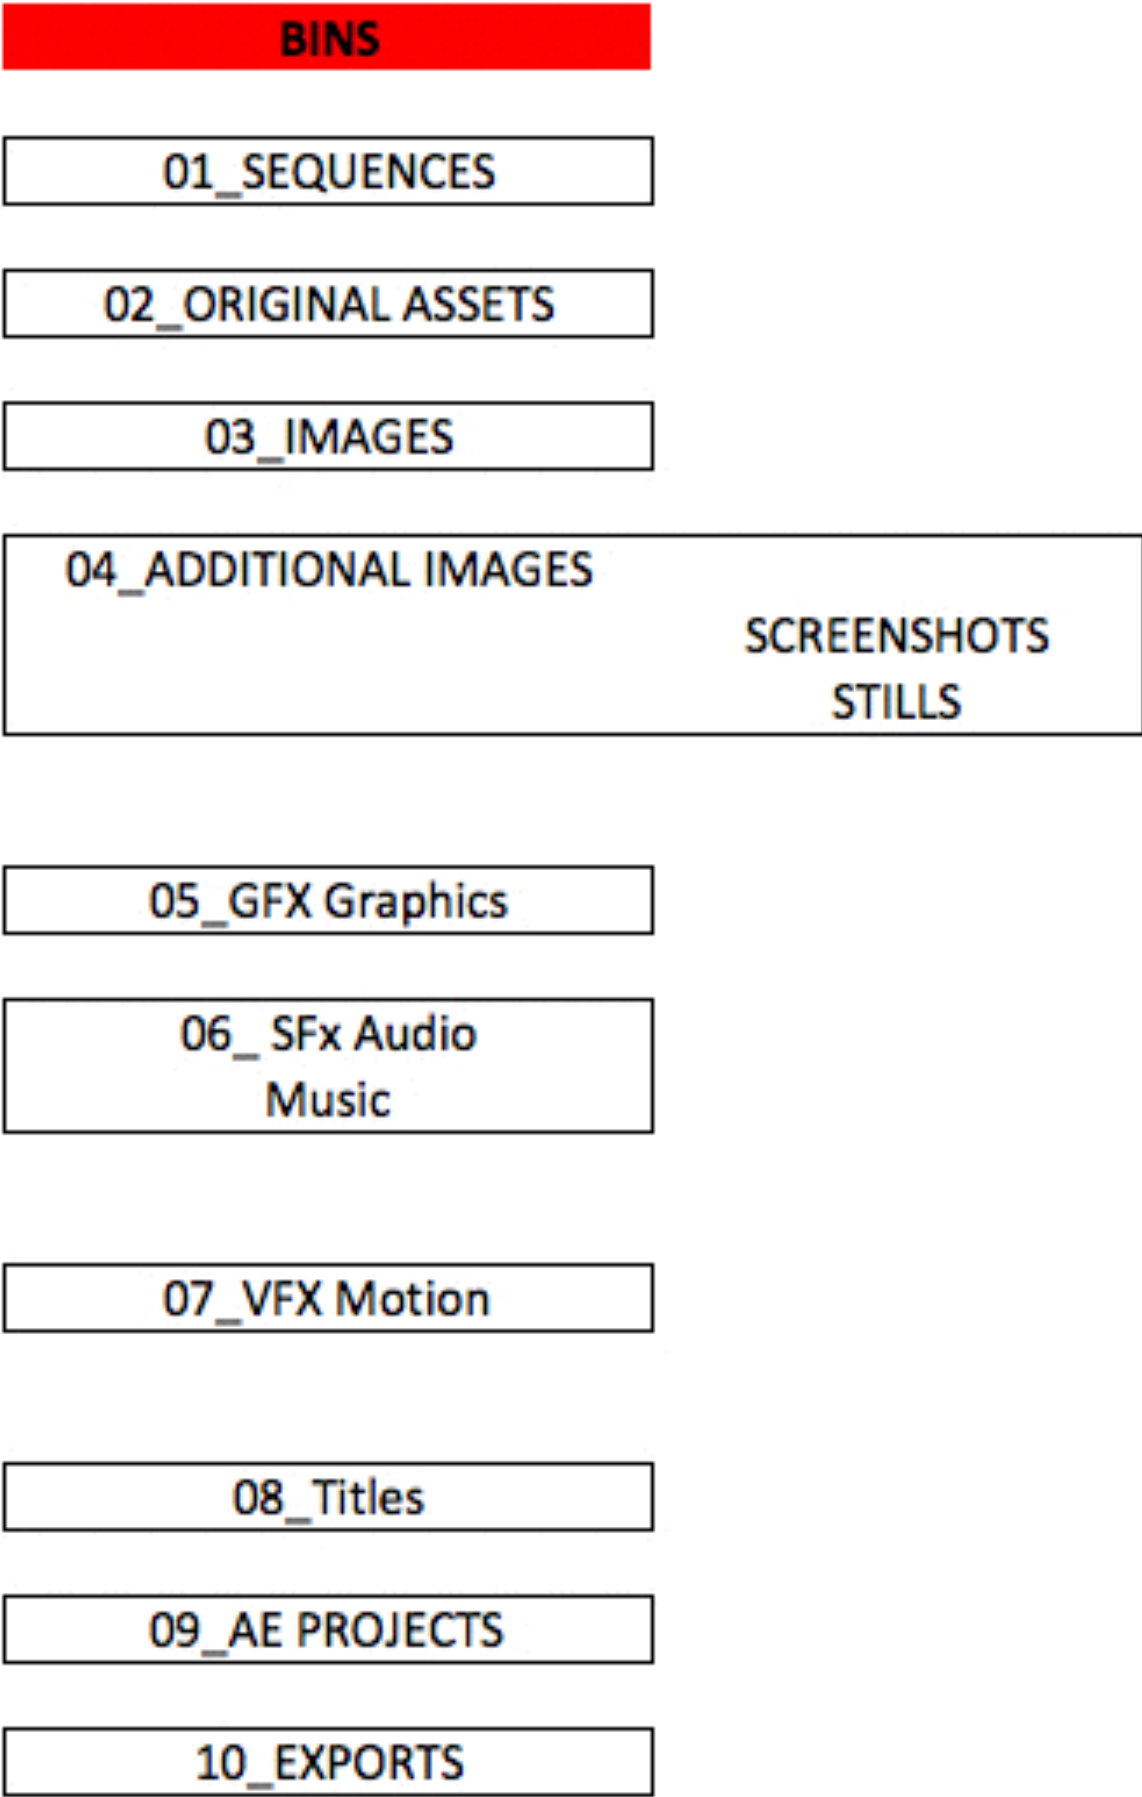 BINS
01_SEQUENCES
02_ORIGINAL ASSETS
03_IMAGES
04_ADDITIONAL IMAGES
SCREENSHOTS
STILLS
05_GFX Graphics
06_ SFx Audio
Music
07_VFX Motion
08_Titles
09_AE PROJECTS
10_EXPORTS